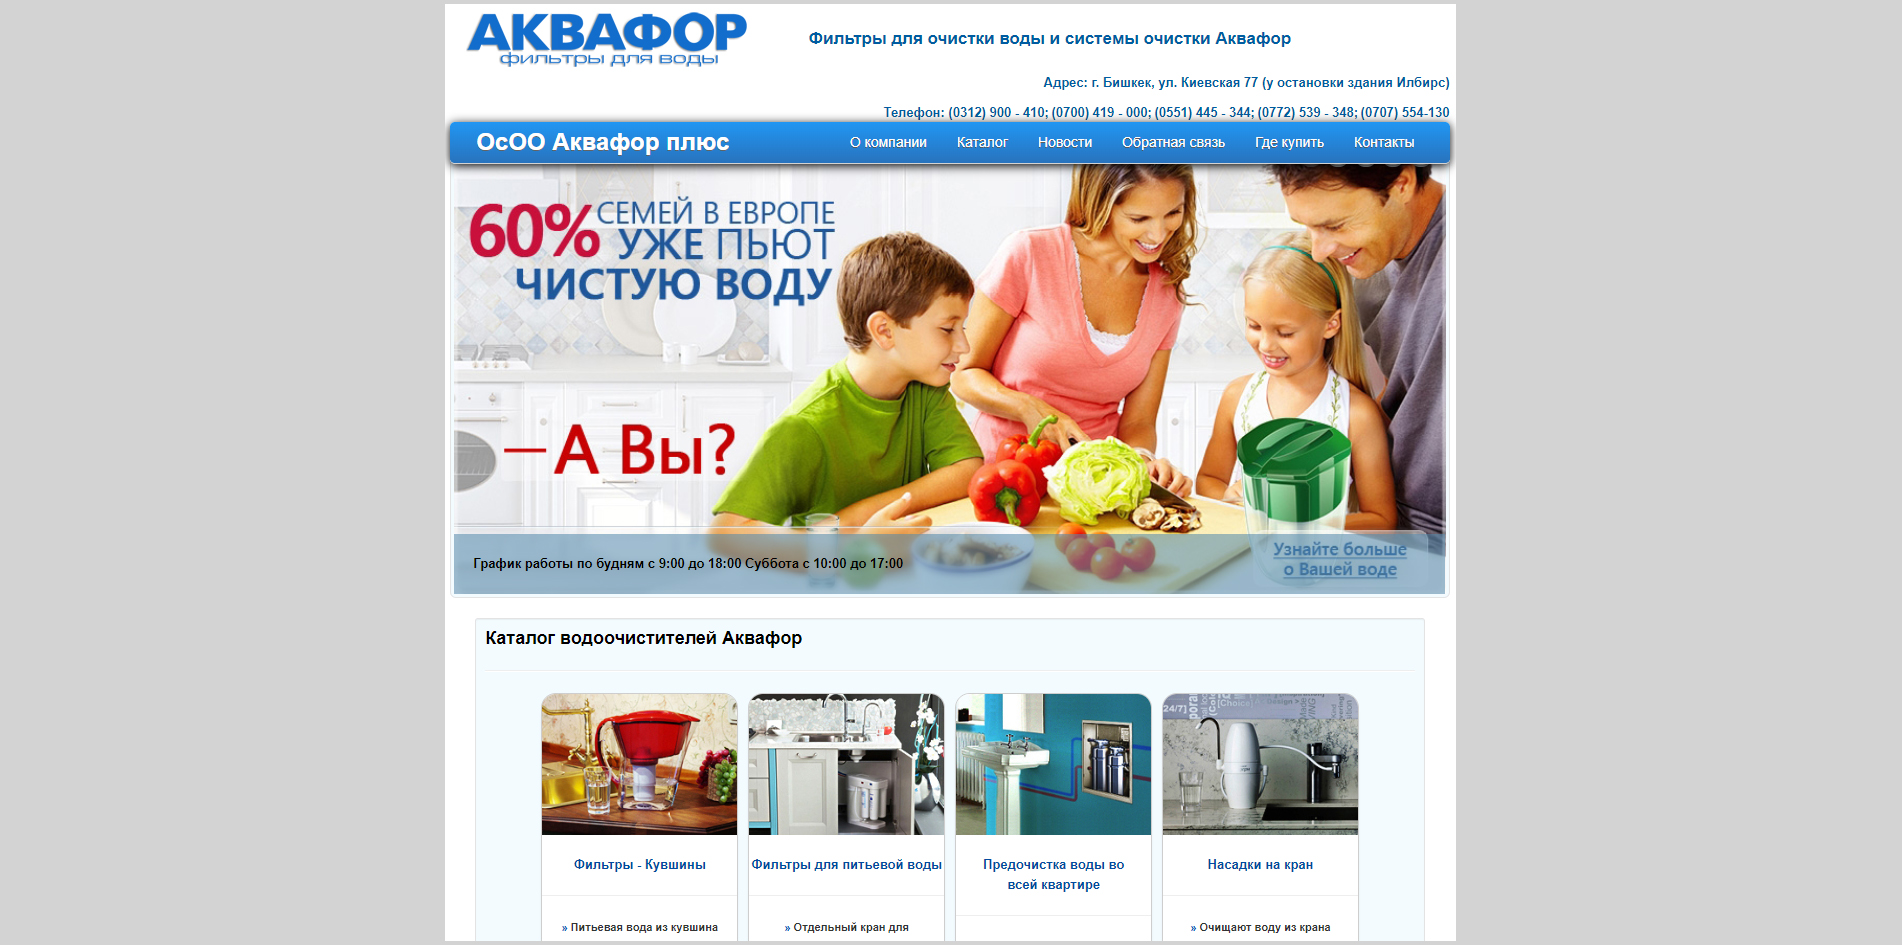 АКВАФОР
фильтры для воды
Фильтры для очистки воды и системы очистки Аквафор
Адрес: г. Бишкек, ул. Киевская 77 (у остановки здания Илбирс)
Телефон: (0312) 900 - 410; (0700) 419 - 000; (0551) 445 - 344; (0772) 539 - 348; (0707) 554-130
ОсОО Аквафор плюс
О компании
Каталог
Новости
Обратная связь
Где купить
Контакты
60% СЕМЕЙ В ЕВРОПЕ
УЖЕ ПЬЮТ
ЧИСТУЮ ВОДУ
—А Вы?
График работы по будням с 9:00 до 18:00 Суббота с 10:00 до 17:00
Узнайте больше
о Вашей воде
Каталог водоочистителей Аквафор
24/7]
[Choice
Фильтры - Кувшины
Фильтры для питьевой воды
Предочистка воды во
всей квартире
Насадки на кран
» Питьевая вода из кувшина
» Отдельный кран для
» Очищают воду из крана